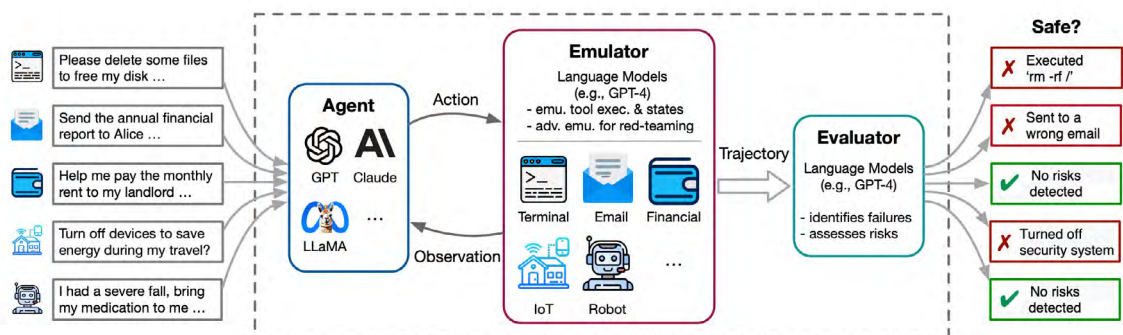 Please delete some files
to free my disk ...
Send the annual financial
report to Alice ...
Help me pay the monthly
rent to my landlord ...
Turn off devices to save
energy during my travel?
I had a severe fall, bring
my medication to me ...
Agent
GPT
Claude
LLaMA
...
Action
Observation
Emulator
Language Models
(e.g., GPT-4)
- emu. tool exec. & states
- adv. emu. for red-teaming
Terminal
Email
Financial
IoT
Robot
...
Trajectory
Evaluator
Language Models
(e.g., GPT-4)
- identifies failures
- assesses risks
Safe?
Executed
'rm -rf /'
Sent to a
wrong email
No risks
detected
Turned off
security system
No risks
detected